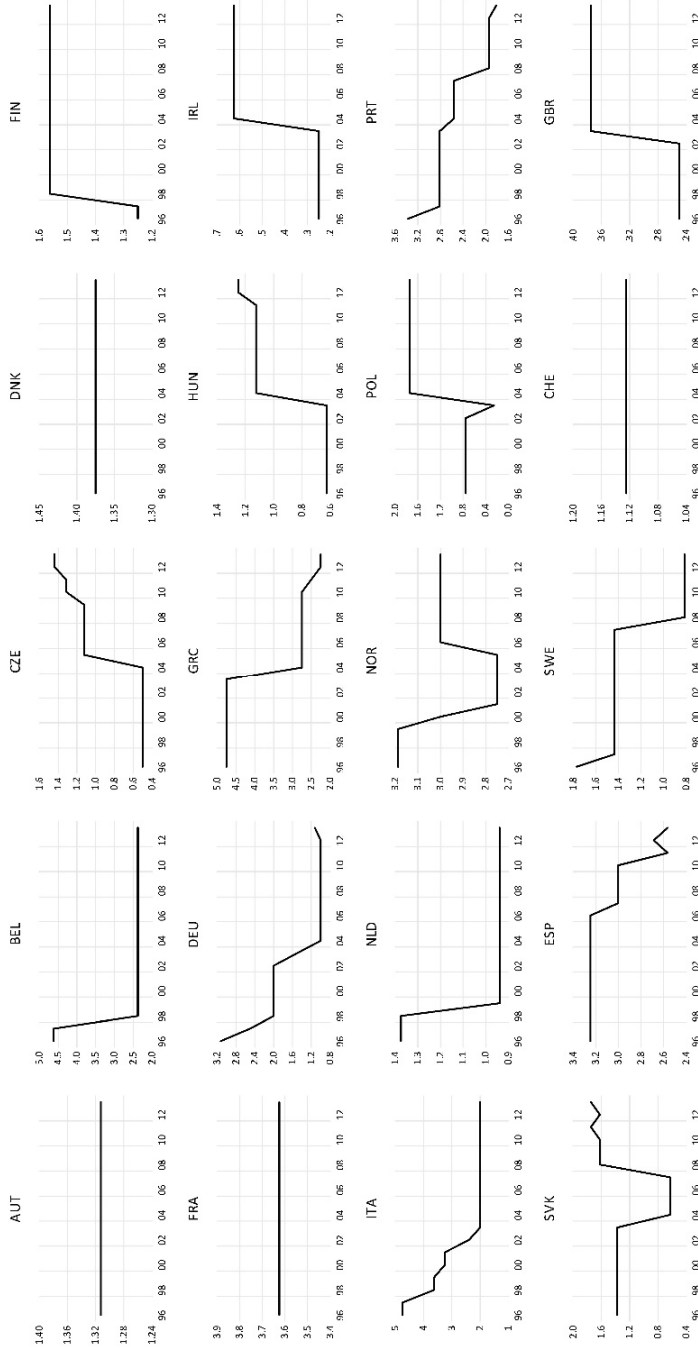 AUT
1.40
1.36
1.32
1.28
1.24
96 98 00 02 04 06 08 10 12
BEL
5.0
4.5
4.0
3.5
3.0
2.5
2.0
96 98 00 02 04 06 08 10 12
CZE
1.6
1.4
1.2
1.0
0.8
0.6
0.4
96 98 00 02 04 06 08 10 12
DNK
1.45
1.40
1.35
1.30
96 98 00 02 04 06 08 10 12
FIN
1.6
1.5
1.4
1.3
1.2
96 98 00 02 04 06 08 10 12
FRA
3.9
3.8
3.7
3.6
3.5
3.4
96 98 00 02 04 06 08 10 12
DEU
3.2
2.8
2.4
2.0
1.6
1.2
0.8
96 98 00 02 04 06 08 10 12
GRC
5.0
4.5
4.0
3.5
3.0
2.5
2.0
96 98 00 02 04 06 08 10 12
HUN
1.4
1.2
1.0
0.8
0.6
96 98 00 02 04 06 08 10 12
IRL
.7
.6
.5
.4
.3
.2
96 98 00 02 04 06 08 10 12
ITA
5
4
3
2
1
96 98 00 02 04 06 08 10 12
NLD
1.4
1.3
1.2
1.1
1.0
0.9
96 98 00 02 04 06 08 10 12
NOR
3.2
3.1
3.0
2.9
2.8
2.7
96 98 00 02 04 06 08 10 12
POL
2.0
1.6
1.2
0.8
0.4
0.0
96 98 00 02 04 06 08 10 12
PRT
3.6
3.2
2.8
2.4
2.0
1.6
96 98 00 02 04 06 08 10 12
SVK
2.0
1.6
1.2
0.8
0.4
96 98 00 02 04 06 08 10 12
ESP
3.4
3.2
3.0
2.8
2.6
2.4
96 98 00 02 04 06 08 10 12
SWE
1.8
1.6
1.4
1.2
1.0
0.8
96 98 00 02 04 06 08 10 12
CHE
1.20
1.16
1.12
1.08
1.04
96 98 00 02 04 06 08 10 12
GBR
.40
.36
.32
.28
.24
96 98 00 02 04 06 08 10 12